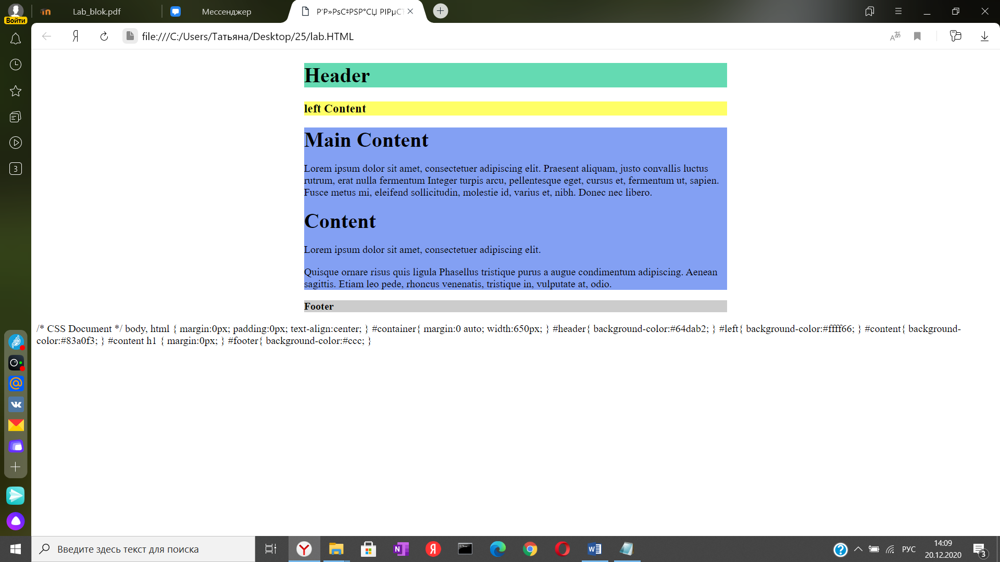 Lab_blok.pdf
Мессенджер
Р‘Р»РѕС‡РЅР°СЏ РІРµСЂ
Войти
file:///C:/Users/Татьяна/Desktop/25/lab.HTML
3
Header
left Content
Main Content
Lorem ipsum dolor sit amet, consectetuer adipiscing elit. Praesent aliquam, justo convallis luctus
rutrum, erat nulla fermentum Integer turpis arcu, pellentesque eget, cursus et, fermentum ut, sapien.
Fusce metus mi, eleifend sollicitudin, molestie id, varius et, nibh. Donec nec libero.
Content
Lorem ipsum dolor sit amet, consectetuer adipiscing elit.
Quisque ornare risus quis ligula Phasellus tristique purus a augue condimentum adipiscing. Aenean
sagittis. Etiam leo pede, rhoncus venenatis, tristique in, vulputate at, odio.
Footer
/* CSS Document */ body, html { margin:0px; padding:0px; text-align:center; } #container{ margin:0 auto; width:650px; } #header{ background-color:#64dab2; } #left{ background-color:#ffff66; } #content{ background-
color:#83a0f3; } #content h1 { margin:0px; } #footer{ background-color:#ccc; }
Введите здесь текст для поиска
РУС
14:09
20.12.2020
3